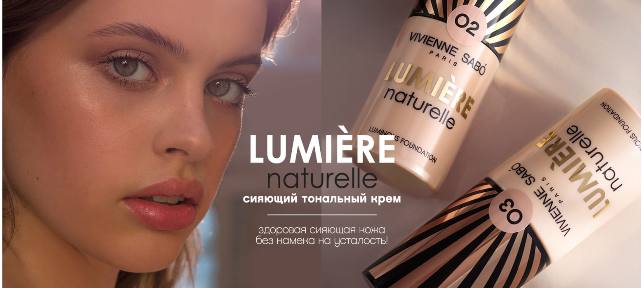 LUMIÈRE
naturelle
сияющий тональный крем
здоровая сияющая кожа
без намека на усталость!
02
VIVIENNE SABÓ
PARIS
LUMIÈRE
naturelle
LUMINOUS FOUNDATION
03
VIVIENNE SABÓ
PARIS
LUMIÈRE
naturelle
FOUNDATION